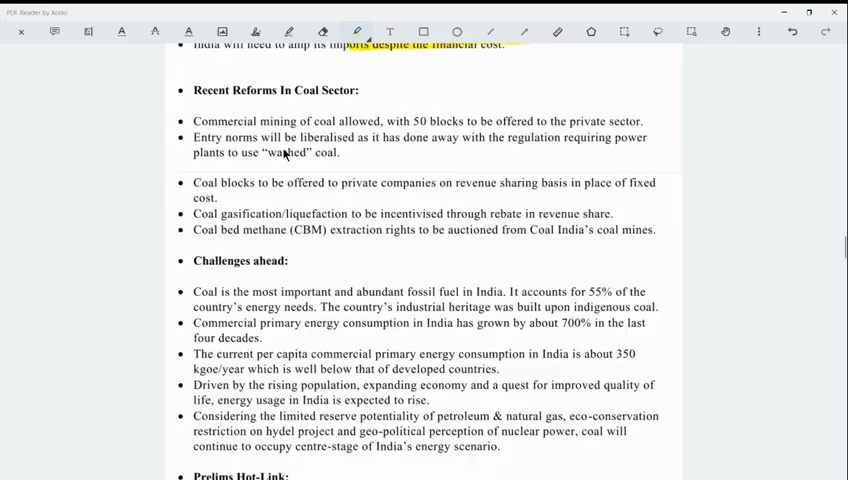 PDF Reader by Xodo
• India will need to amp its imports despite the financial cost.
• Recent Reforms In Coal Sector:
• Commercial mining of coal allowed, with 50 blocks to be offered to the private sector.
• Entry norms will be liberalised as it has done away with the regulation requiring power
plants to use “washed” coal.
• Coal blocks to be offered to private companies on revenue sharing basis in place of fixed
cost.
• Coal gasification/liquefaction to be incentivised through rebate in revenue share.
• Coal bed methane (CBM) extraction rights to be auctioned from Coal India’s coal mines.
• Challenges ahead:
• Coal is the most important and abundant fossil fuel in India. It accounts for 55% of the
country’s energy needs. The country’s industrial heritage was built upon indigenous coal.
• Commercial primary energy consumption in India has grown by about 700% in the last
four decades.
• The current per capita commercial primary energy consumption in India is about 350
kgoe/year which is well below that of developed countries.
• Driven by the rising population, expanding economy and a quest for improved quality of
life, energy usage in India is expected to rise.
• Considering the limited reserve potentiality of petroleum & natural gas, eco-conservation
restriction on hydel project and geo-political perception of nuclear power, coal will
continue to occupy centre-stage of India’s energy scenario.
• Prelims Hot-Link: